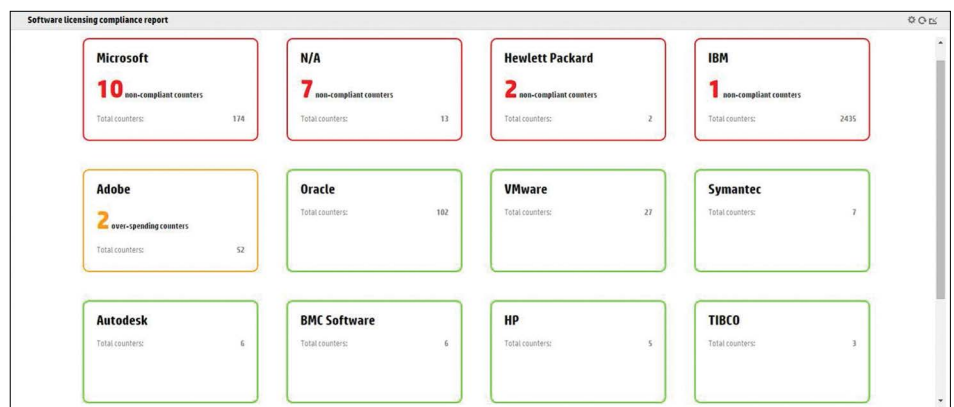 Software licensing compliance report
Microsoft
10 non-compliant counters
Total counters: 174
N/A
7 non-compliant counters
Total counters: 13
Hewlett Packard
2 non-compliant counters
Total counters: 2
IBM
1 non-compliant counters
Total counters: 2435
Adobe
2 over-spending counters
Total counters: 52
Oracle
Total counters: 102
VMware
Total counters: 27
Symantec
Total counters: 7
Autodesk
Total counters: 6
BMC Software
Total counters: 6
HP
Total counters: 5
TIBCO
Total counters: 3